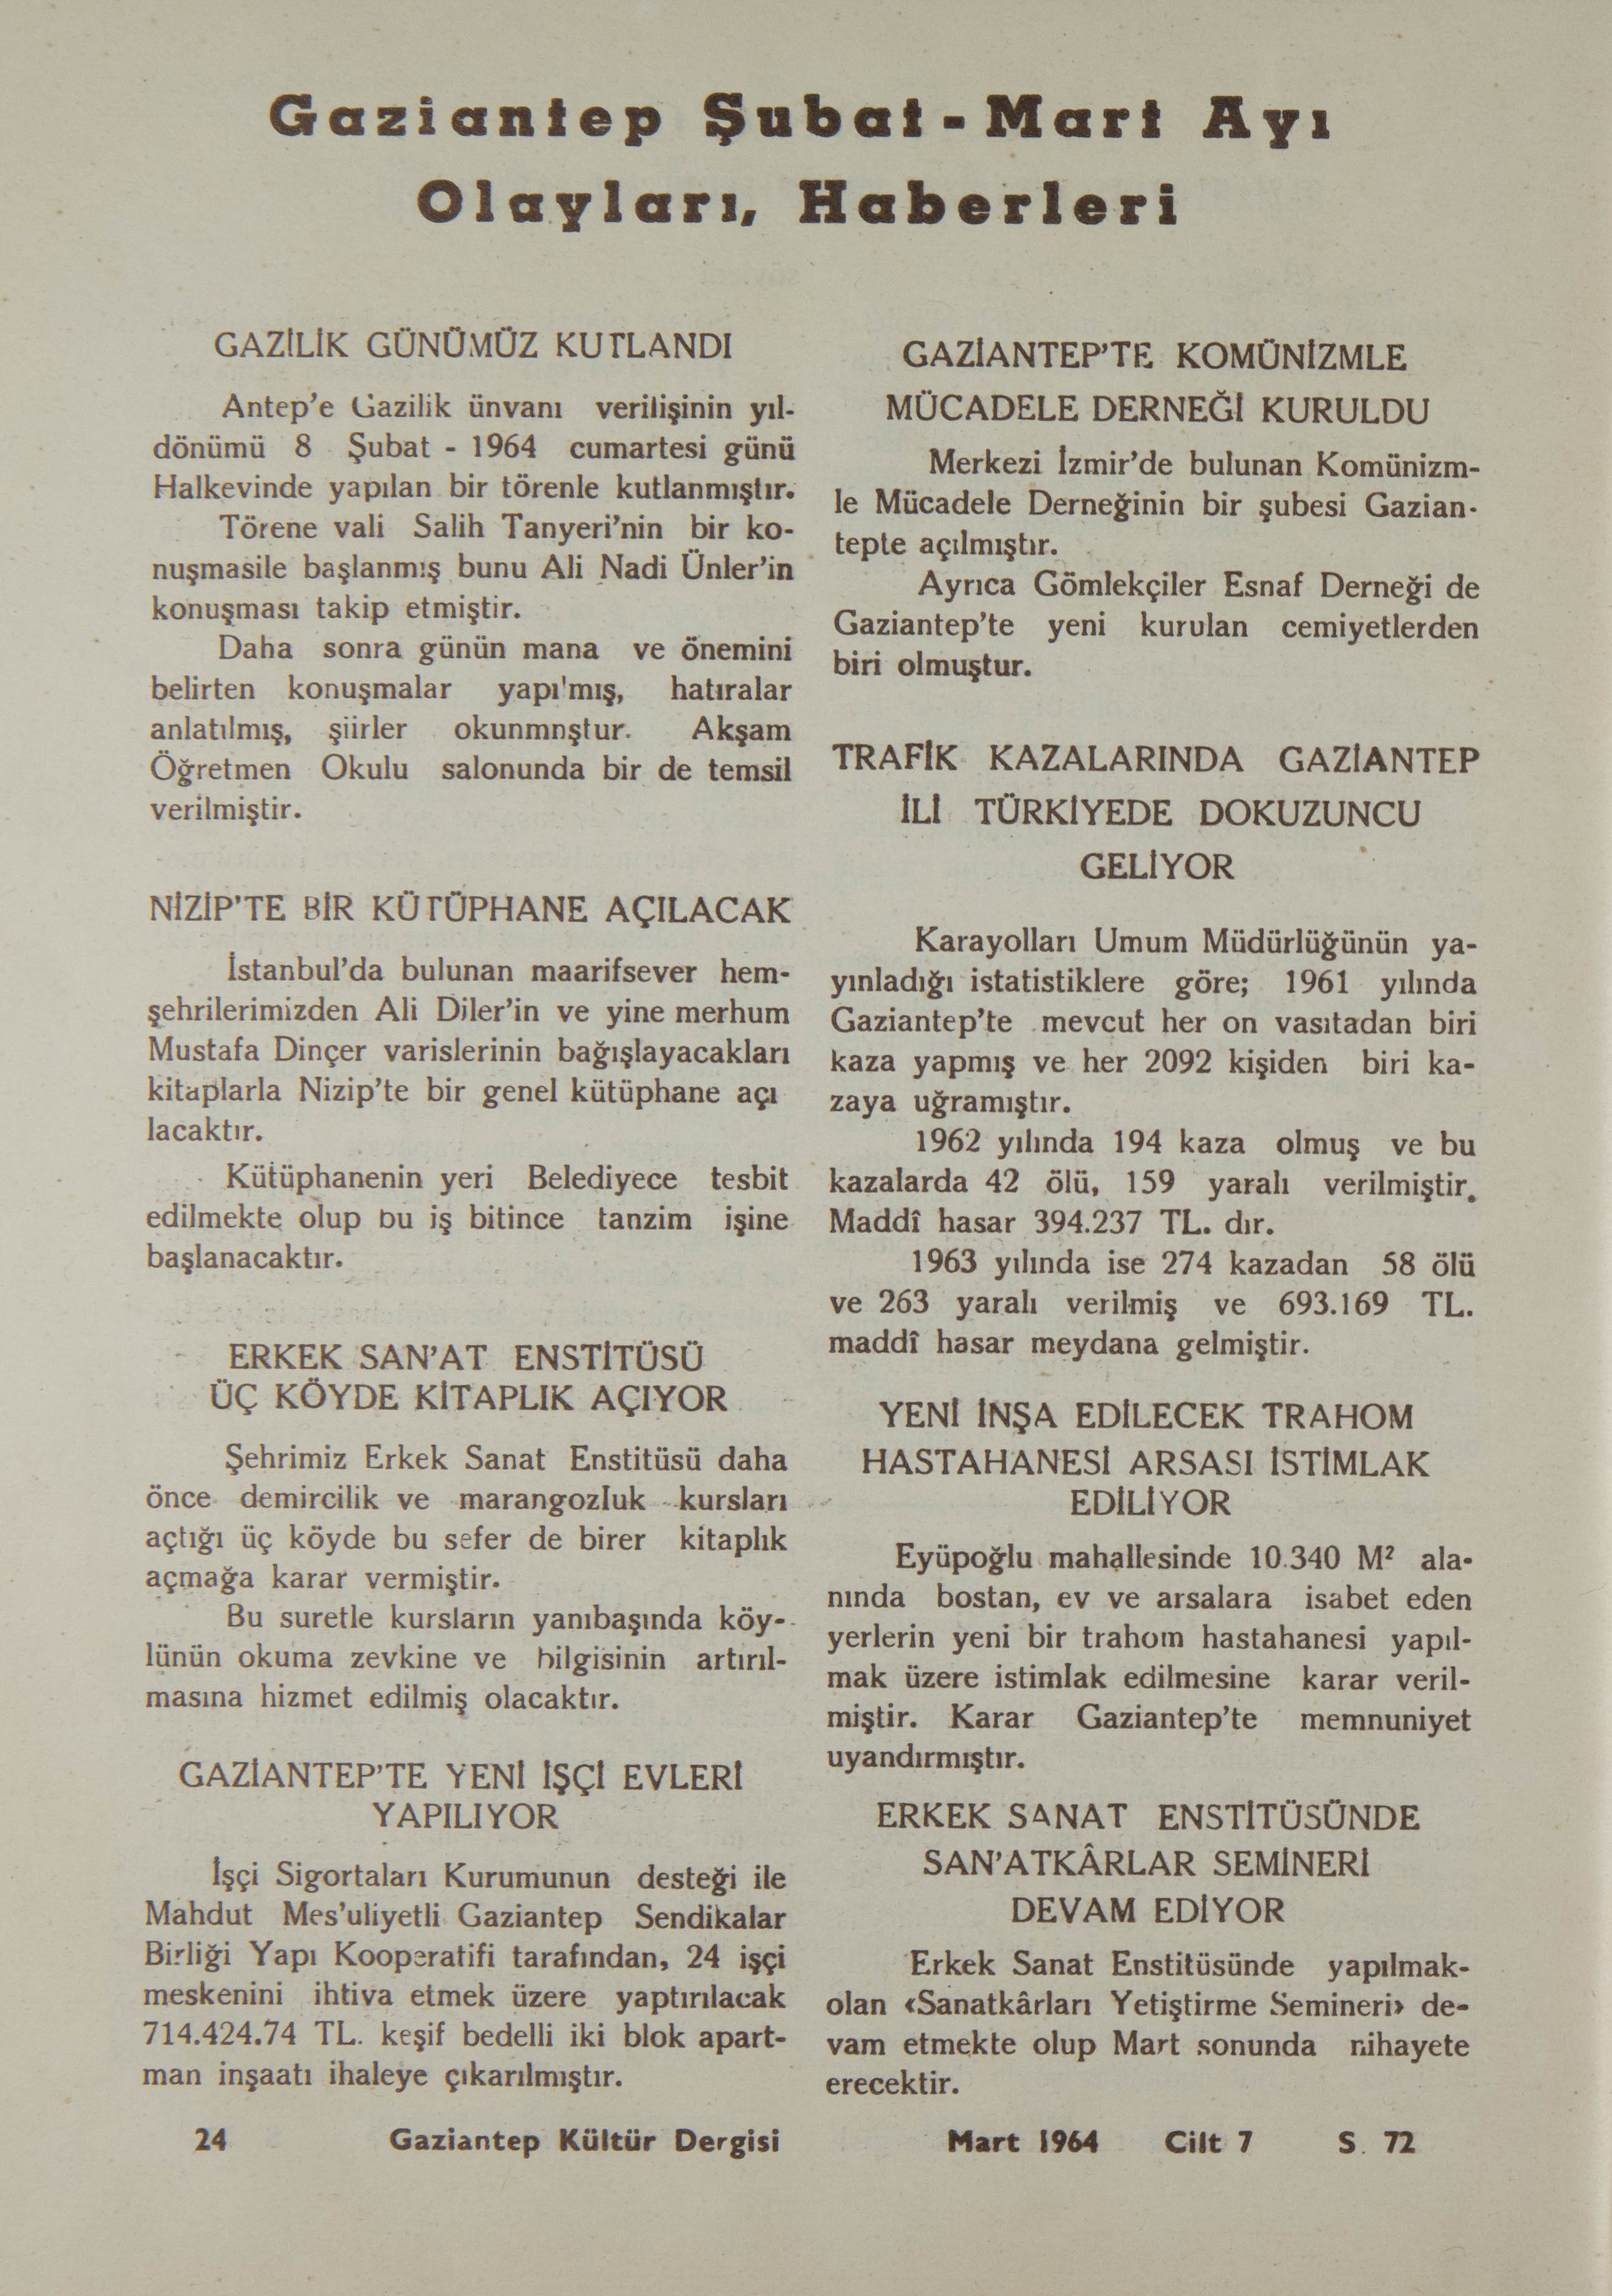 Gaziantep Şubat - Mart Ayı
Olayları, Haberleri
GAZİLİK GÜNÜMÜZ KUTLANDI
Antep'e Gazilik ünvanı verilişinin yıl-
dönümü 8 Şubat - 1964 cumartesi günü
Halkevinde yapılan bir törenle kutlanmıştır.
Törene vali Salih Tanyeri'nin bir ko-
nuşmasile başlanmış bunu Ali Nadi Ünler'in
konuşması takip etmiştir.
Daha sonra günün mana ve önemini
belirten konuşmalar yapı'mış, hatıralar
anlatılmış, şiirler okunmnştur. Akşam
Öğretmen Okulu salonunda bir de temsil
verilmiştir.
NİZİP'TE BİR KÜTÜPHANE AÇILACAK
İstanbul'da bulunan maarifsever hem-
şehrilerimizden Ali Diler'in ve yine merhum
Mustafa Dinçer varislerinin bağışlayacakları
kitaplarla Nizip'te bir genel kütüphane açı
lacaktır.
Kütüphanenin yeri Belediyece tesbit
edilmekte olup bu iş bitince tanzim işine
başlanacaktır.
ERKEK SAN'AT ENSTİTÜSÜ
ÜÇ KÖYDE KİTAPLIK AÇIYOR
Şehrimiz Erkek Sanat Enstitüsü daha
önce demircilik ve marangozluk kursları
açtığı üç köyde bu sefer de birer kitaplık
açmağa karar vermiştir.
Bu suretle kursların yanıbaşında köy-
lünün okuma zevkine ve bilgisinin artırıl-
masına hizmet edilmiş olacaktır.
GAZİANTEP'TE YENİ İŞÇİ EVLERİ
YAPILIYOR
İşçi Sigortaları Kurumunun desteği ile
Mahdut Mes'uliyetli Gaziantep Sendikalar
Birliği Yapı Kooperatifi tarafından, 24 işçi
meskenini ihtiva etmek üzere yaptırılacak
714.424.74 TL. keşif bedelli iki blok apart-
man inşaatı ihaleye çıkarılmıştır.
GAZİANTEP'TE KOMÜNİZMLE
MÜCADELE DERNEĞİ KURULDU
Merkezi İzmir'de bulunan Komünizm-
le Mücadele Derneğinin bir şubesi Gazian-
tepte açılmıştır.
Ayrıca Gömlekçiler Esnaf Derneği de
Gaziantep'te yeni kurulan cemiyetlerden
biri olmuştur.
TRAFİK KAZALARINDA GAZİANTEP
İLİ TÜRKİYEDE DOKUZUNCU
GELİYOR
Karayolları Umum Müdürlüğünün ya-
yınladığı istatistiklere göre; 1961 yılında
Gaziantep'te mevcut her on vasıtadan biri
kaza yapmış ve her 2092 kişiden biri ka-
zaya uğramıştır.
1962 yılında 194 kaza olmuş ve bu
kazalarda 42 ölü, 159 yaralı verilmiştir.
Maddî hasar 394.237 TL. dır.
1963 yılında ise 274 kazadan 58 ölü
ve 263 yaralı verilmiş ve 693.169 TL.
maddî hasar meydana gelmiştir.
YENİ İNŞA EDİLECEK TRAHOM
HASTAHANESİ ARSASI İSTİMLAK
EDİLİYOR
Eyüpoğlu mahallesinde 10.340 M² ala-
nında bostan, ev ve arsalara isabet eden
yerlerin yeni bir trahom hastahanesi yapıl-
mak üzere istimlak edilmesine karar veril-
miştir. Karar Gaziantep'te memnuniyet
uyandırmıştır.
ERKEK SANAT ENSTİTÜSÜNDE
SAN'ATKÂRLAR SEMİNERİ
DEVAM EDİYOR
Erkek Sanat Enstitüsünde yapılmak-
olan «Sanatkârları Yetiştirme Semineri» de-
vam etmekte olup Mart sonunda nihayete
erecektir.
24 Gaziantep Kültür Dergisi Mart 1964 Cilt 7 S. 72